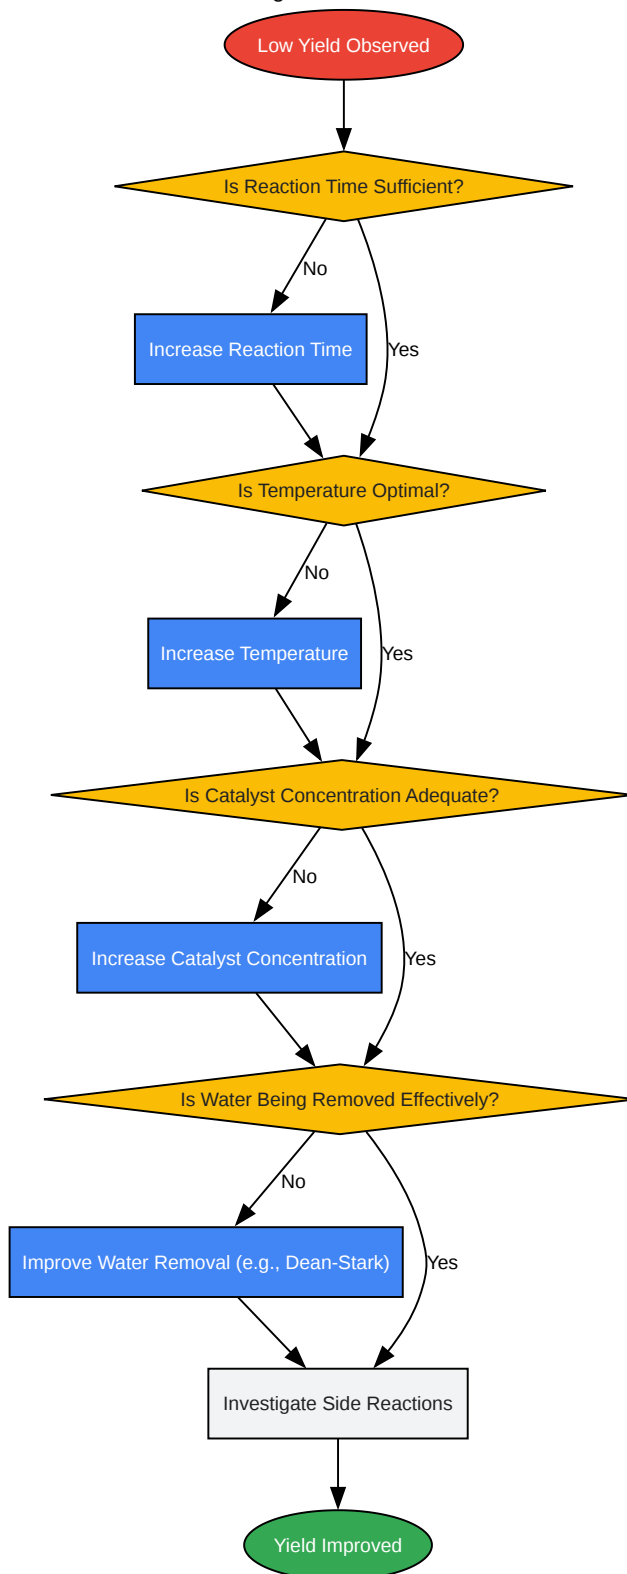 Low Yield Observed
Is Reaction Time Sufficient?
No
Increase Reaction Time
Yes
Is Temperature Optimal?
No
Increase Temperature
Yes
Is Catalyst Concentration Adequate?
No
Increase Catalyst Concentration
Yes
Is Water Being Removed Effectively?
No
Improve Water Removal (e.g., Dean-Stark)
Yes
Investigate Side Reactions
Yield Improved